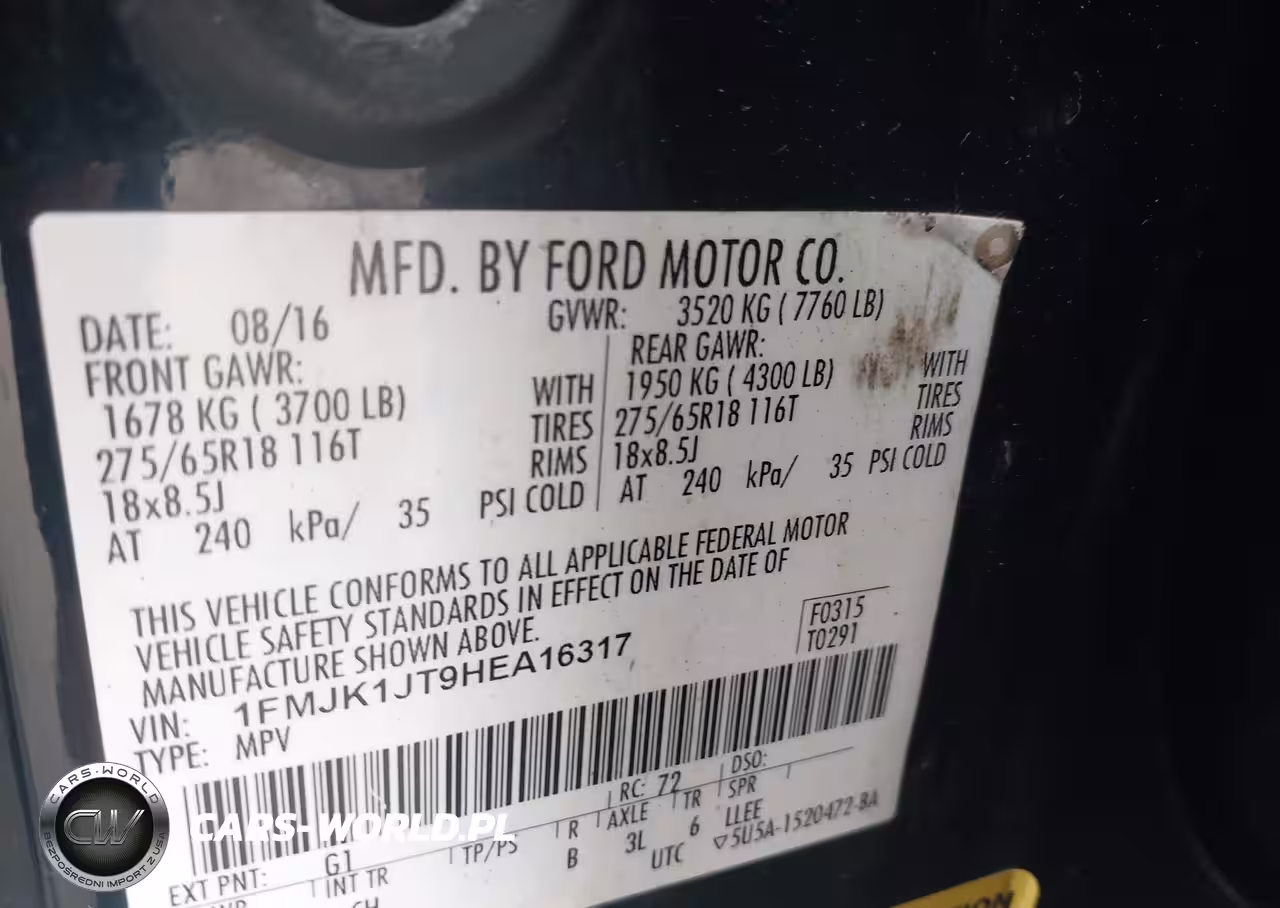 MFD. BY FORD MOTOR CO.
DATE: 08/16 GVWR: 3520 KG ( 7760 LB)
FRONT GAWR: REAR GAWR:
1678 KG ( 3700 LB) WITH 1950 KG ( 4300 LB) WITH
275/65R18 116T TIRES 275/65R18 116T TIRES
18x8.5J RIMS 18x8.5J RIMS
AT 240 kPa/ 35 PSI COLD AT 240 kPa/ 35 PSI COLD
THIS VEHICLE CONFORMS TO ALL APPLICABLE FEDERAL MOTOR
VEHICLE SAFETY STANDARDS IN EFFECT ON THE DATE OF
MANUFACTURE SHOWN ABOVE.
F0315
T0291
VIN: 1FMJK1JT9HEA16317
TYPE: MPV
EXT PNT: G1 RC: 72 DSO:
INT TR TP/PS R AXLE TR SPR
B 3L 6 LLEE
UTC ▽5U5A-1520472-BA
CARS-WORLD
CW
BEZPOŚREDNI IMPORT Z USA
CARS-WORLD.PL